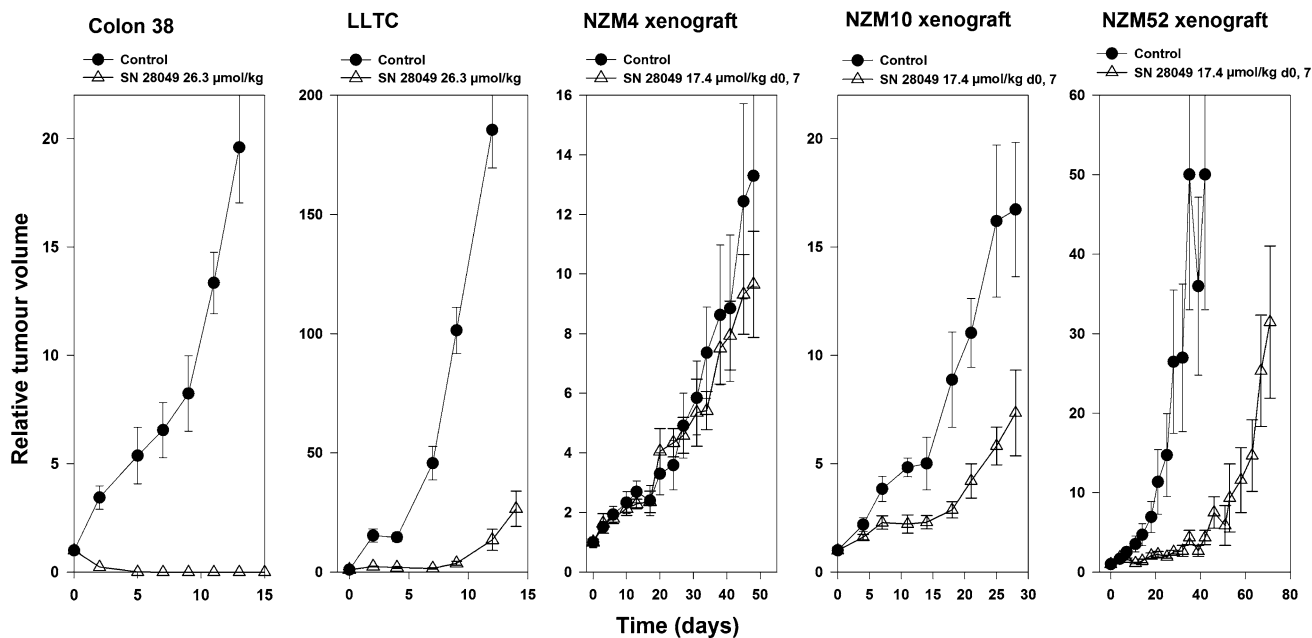 Colon 38
Control
SN 28049 26.3 µmol/kg
LLTC
Control
SN 28049 26.3 µmol/kg
NZM4 xenograft
Control
SN 28049 17.4 µmol/kg d0, 7
NZM10 xenograft
Control
SN 28049 17.4 µmol/kg d0, 7
NZM52 xenograft
Control
SN 28049 17.4 µmol/kg d0, 7
Relative tumour volume
20
15
10
5
0
0 5 10 15
200
150
100
50
0
0 5 10 15
16
14
12
10
8
6
4
2
0
0 10 20 30 40 50
20
15
10
5
0
0 5 10 15 20 25 30
60
50
40
30
20
10
0
0 20 40 60 80
Time (days)